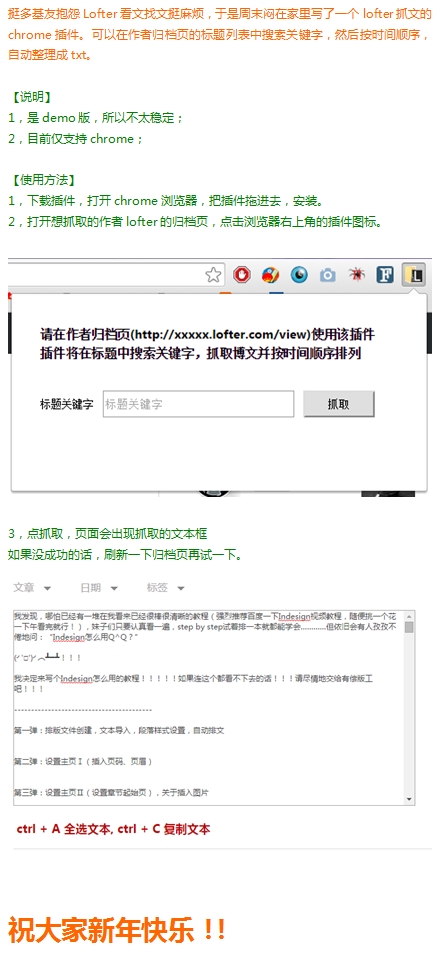 挺多基友抱怨 Lofter 看文找文挺麻烦，于是周末闷在家里写了一个 lofter 抓文的
chrome 插件。可以在作者归档页的标题列表中搜索关键字，然后按时间顺序，
自动整理成 txt。
【说明】
1，是 demo 版，所以不太稳定；
2，目前仅支持 chrome；
【使用方法】
1，下载插件，打开 chrome 浏览器，把插件拖进去，安装。
2，打开想抓取的作者 lofter 的归档页，点击浏览器右上角的插件图标。
请在作者归档页(http://xxxxx.lofter.com/view)使用该插件
插件将在标题中搜索关键字，抓取博文并按时间顺序排列
标题关键字 标题关键字 抓取
3，点抓取，页面会出现抓取的文本框
如果没成功的话，刷新一下归档页再试一下。
文章 日期 标签
我发现，哪怕已经有一堆在我看来已经很棒很清晰的教程（强烈推荐百度一下Indesign视频教程，随便挑一个花
一下午看完就行！），妹子们只要认真看一遍，step by step试着排一本就都能学会…………但依旧会有人孜孜不
倦地问：“Indesign怎么用Q^Q？”
(╯‵□′)╯︵┻━┻！！！
我决定来写个Indesign怎么用的教程！！！！！如果连这个都看不下去的话！！！请尽情地交给有偿版工
吧！！！
----------------------------------------
第一弹：排版文件创建，文本导入，段落样式设置，自动排文
第二弹：设置主页Ⅰ（插入页码、页眉）
第三弹：设置主页Ⅱ（设置章节起始页），关于插入图片
ctrl + A 全选文本, ctrl + C 复制文本
祝大家新年快乐 !!